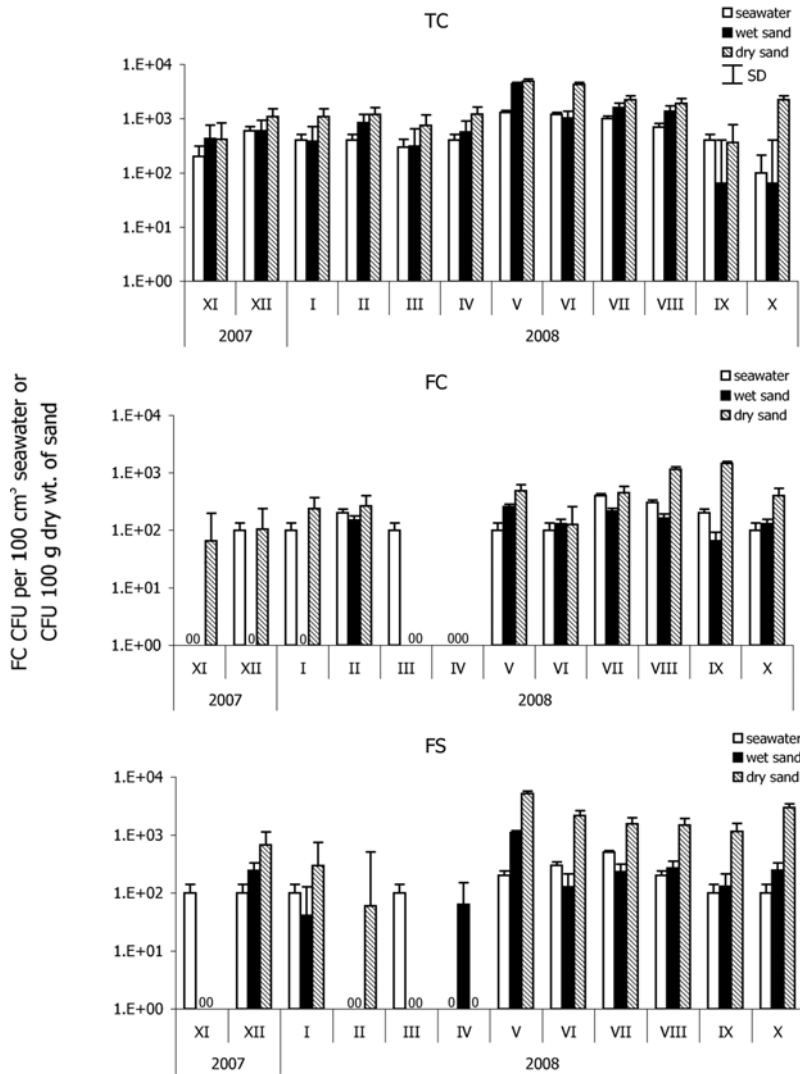 TC
seawater
wet sand
dry sand
SD
1.E+04
1.E+03
1.E+02
1.E+01
1.E+00
XI XII I II III IV V VI VII VIII IX X
2007 2008
FC CFU per 100 cm³ seawater or
CFU 100 g dry wt. of sand
FC
seawater
wet sand
dry sand
1.E+04
1.E+03
1.E+02
1.E+01
1.E+00
00 0 0 00 000
XI XII I II III IV V VI VII VIII IX X
2007 2008
FS
seawater
wet sand
dry sand
1.E+04
1.E+03
1.E+02
1.E+01
1.E+00
00 00 00 0 0
XI XII I II III IV V VI VII VIII IX X
2007 2008